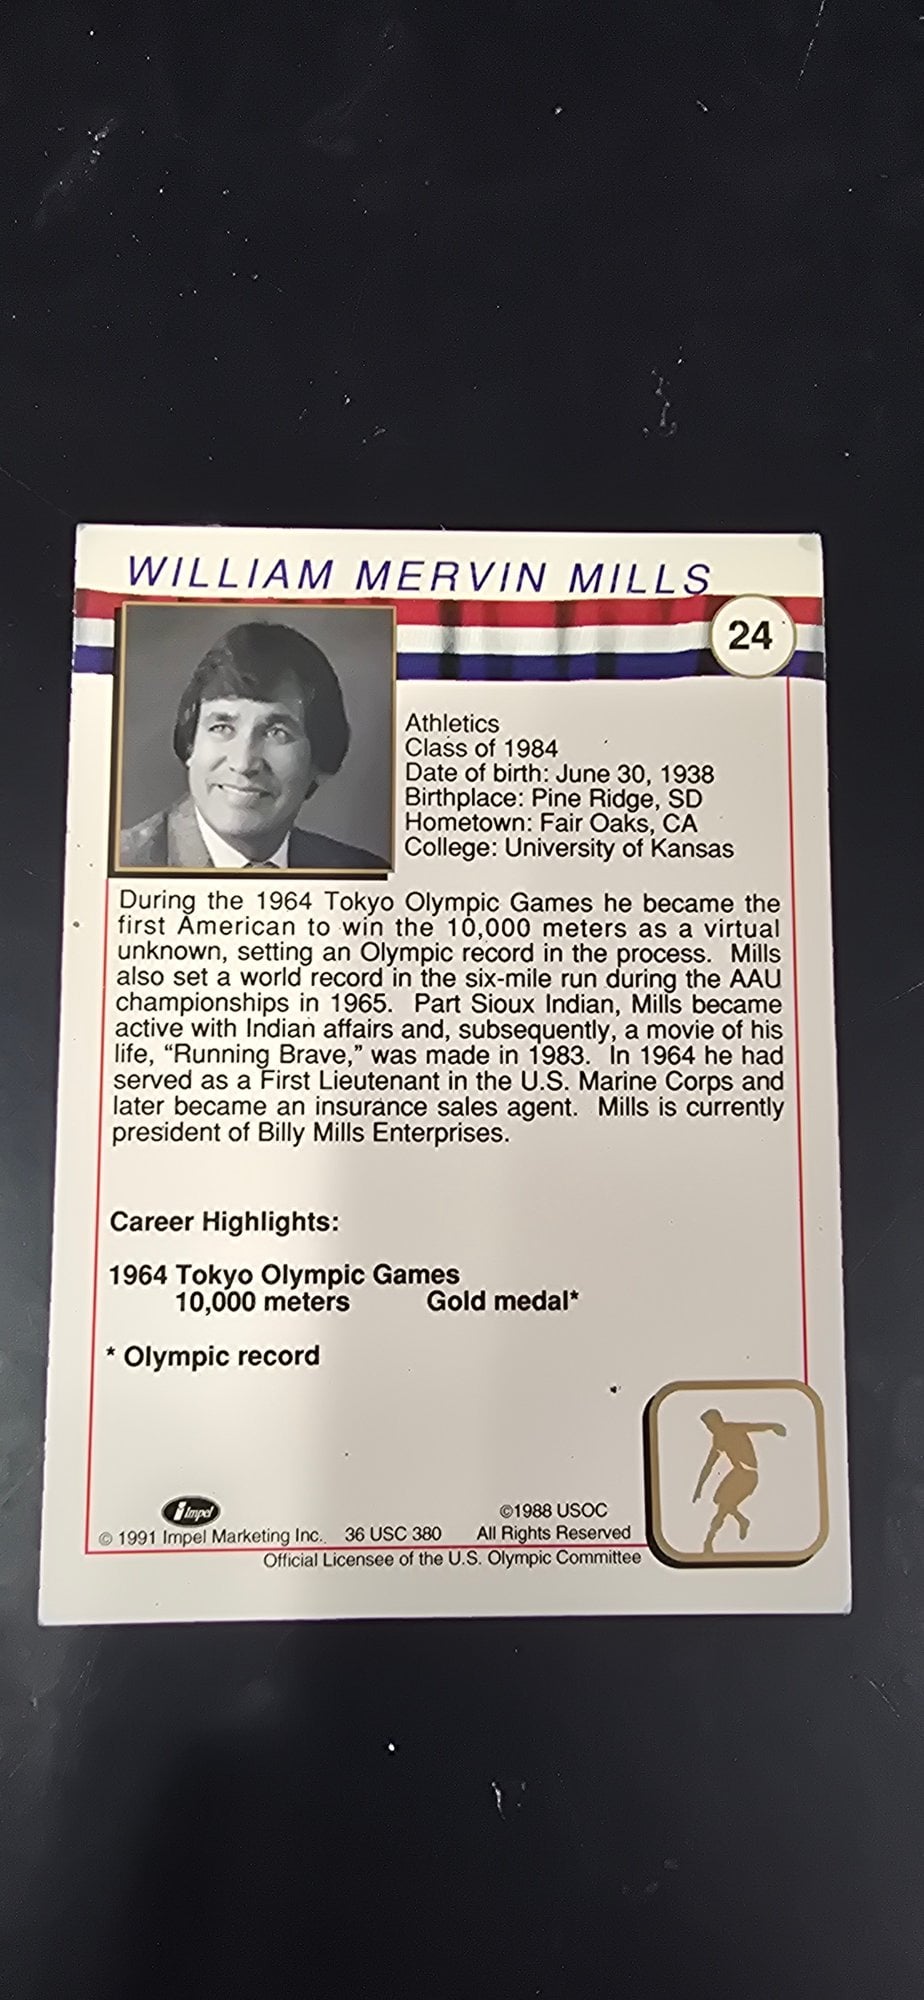 WILLIAM MERVIN MILLS
24
Athletics
Class of 1984
Date of birth: June 30, 1938
Birthplace: Pine Ridge, SD
Hometown: Fair Oaks, CA
College: University of Kansas
During the 1964 Tokyo Olympic Games he became the
first American to win the 10,000 meters as a virtual
unknown, setting an Olympic record in the process. Mills
also set a world record in the six-mile run during the AAU
championships in 1965. Part Sioux Indian, Mills became
active with Indian affairs and, subsequently, a movie of his
life, “Running Brave,” was made in 1983. In 1964 he had
served as a First Lieutenant in the U.S. Marine Corps and
later became an insurance sales agent. Mills is currently
president of Billy Mills Enterprises.
Career Highlights:
1964 Tokyo Olympic Games
10,000 meters Gold medal*
* Olympic record
Impel
© 1991 Impel Marketing Inc. 36 USC 380
©1988 USOC
All Rights Reserved
Official Licensee of the U.S. Olympic Committee